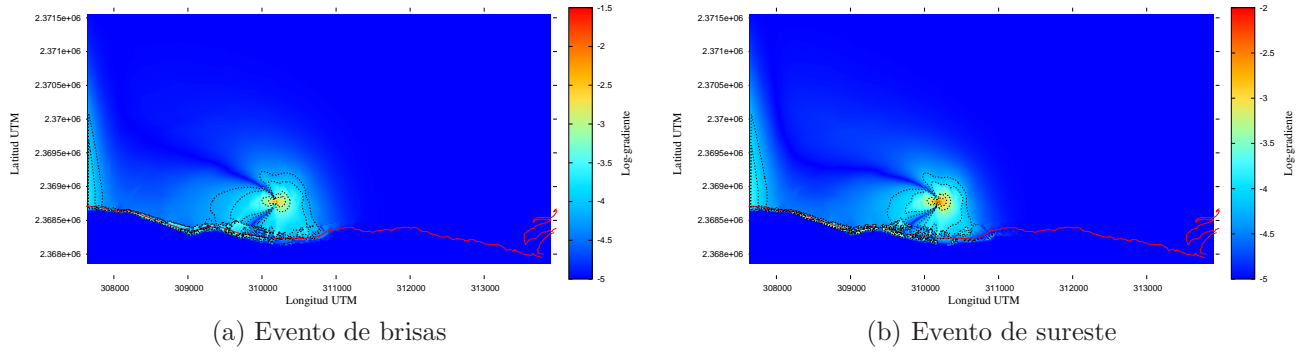 2.3715e+06
2.371e+06
2.3705e+06
2.37e+06
2.3695e+06
2.369e+06
2.3685e+06
2.368e+06
Latitud UTM
308000 309000 310000 311000 312000 313000
Longitud UTM
-1.5
-2
-2.5
-3
-3.5
-4
-4.5
-5
Log-gradiente
(a) Evento de brisas
2.3715e+06
2.371e+06
2.3705e+06
2.37e+06
2.3695e+06
2.369e+06
2.3685e+06
2.368e+06
Latitud UTM
308000 309000 310000 311000 312000 313000
Longitud UTM
-2
-2.5
-3
-3.5
-4
-4.5
-5
Log-gradiente
(b) Evento de sureste